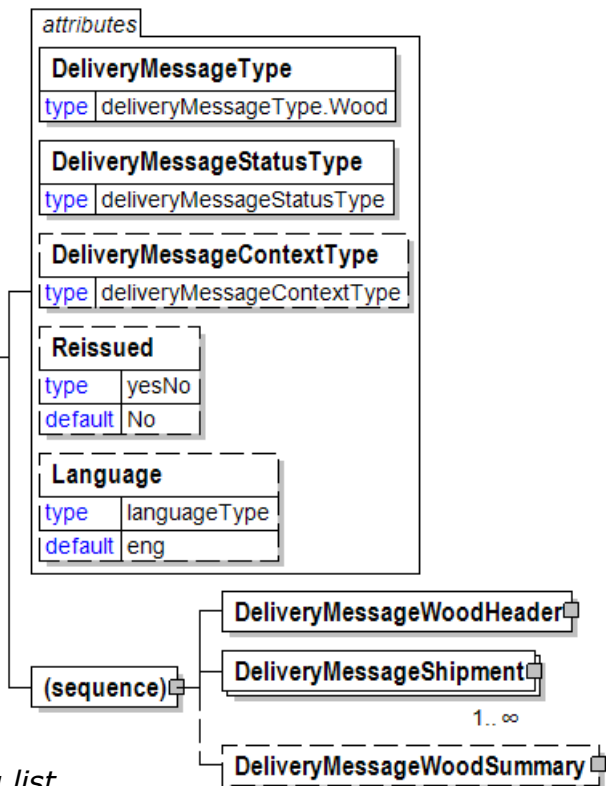 attributes
DeliveryMessageType
type deliveryMessageType.Wood
DeliveryMessageStatusType
type deliveryMessageStatusType
DeliveryMessageContextType
type deliveryMessageContextType
Reissued
type yesNo
default No
Language
type languageType
default eng
DeliveryMessageWoodHeader
(sequence)
DeliveryMessageShipment
1.. ∞
DeliveryMessageWoodSummary
list